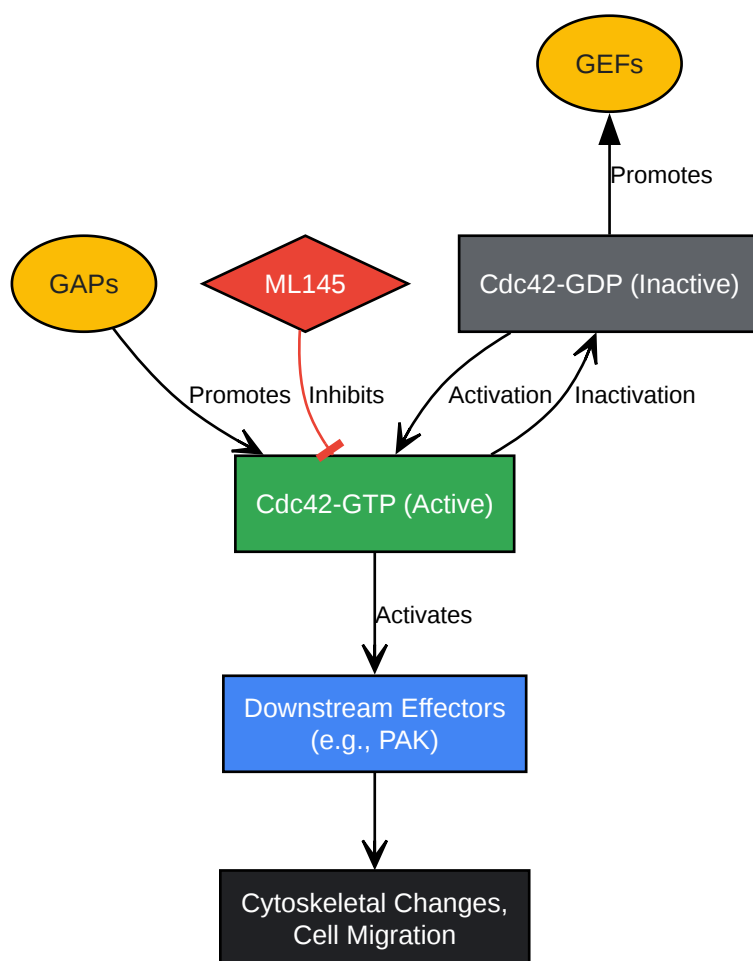 GEFs
Promotes
GAPs
ML145
Cdc42-GDP (Inactive)
Promotes
Inhibits
Activation
Inactivation
Cdc42-GTP (Active)
Activates
Downstream Effectors
(e.g., PAK)
Cytoskeletal Changes,
Cell Migration